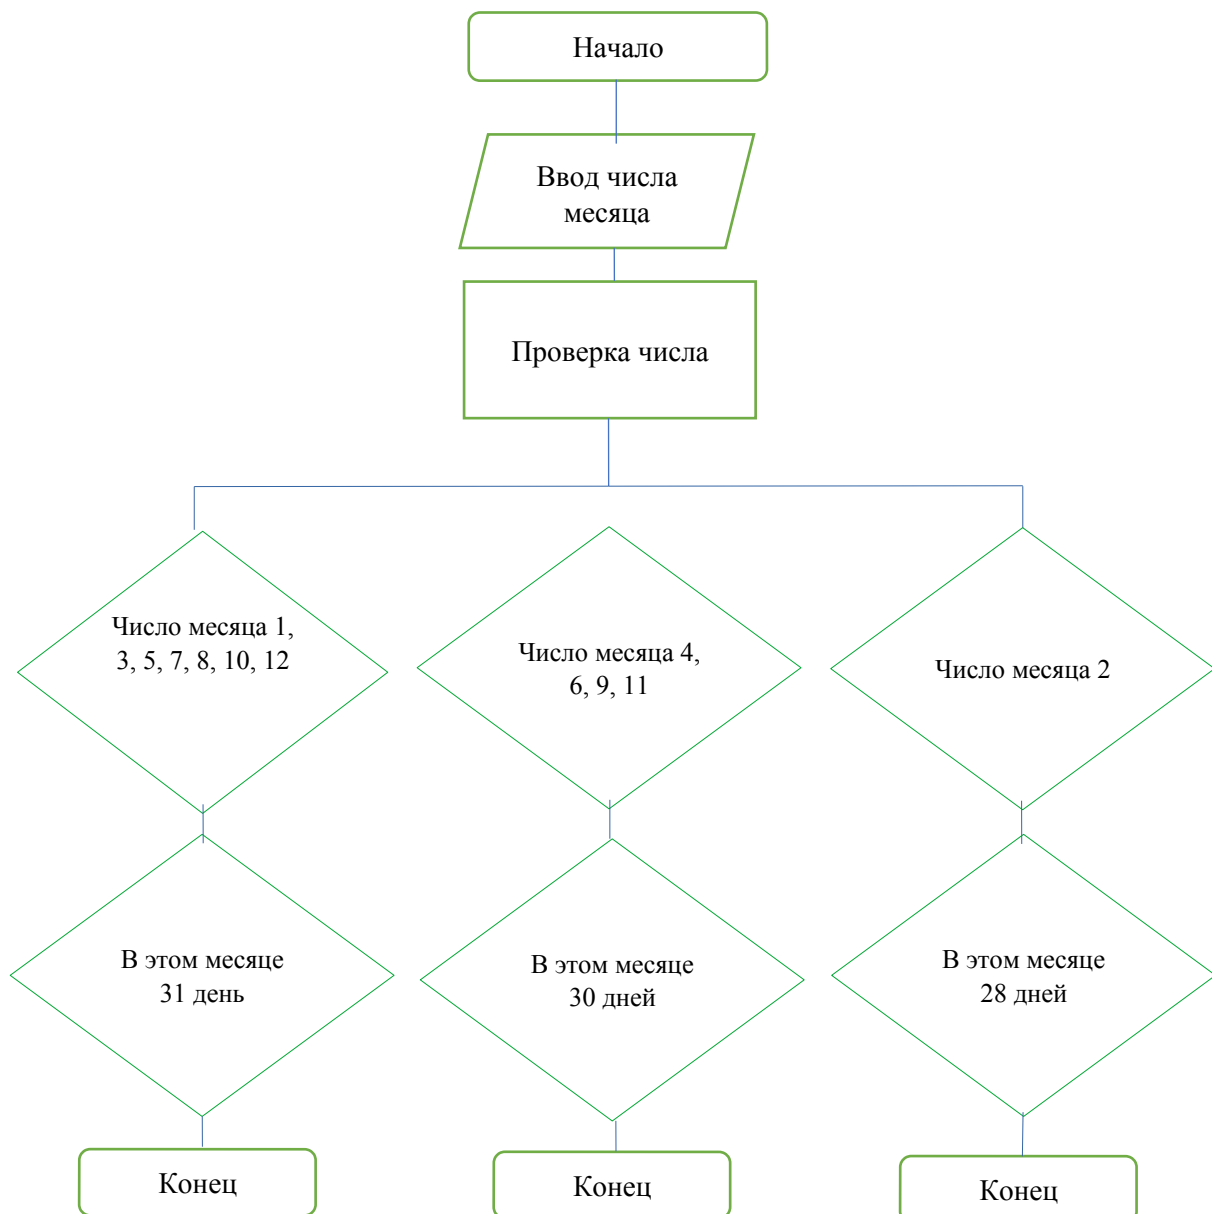 Начало
Ввод числа
месяца
Проверка числа
Число месяца 1,
3, 5, 7, 8, 10, 12
Число месяца 4,
6, 9, 11
Число месяца 2
В этом месяце
31 день
В этом месяце
30 дней
В этом месяце
28 дней
Конец
Конец
Конец